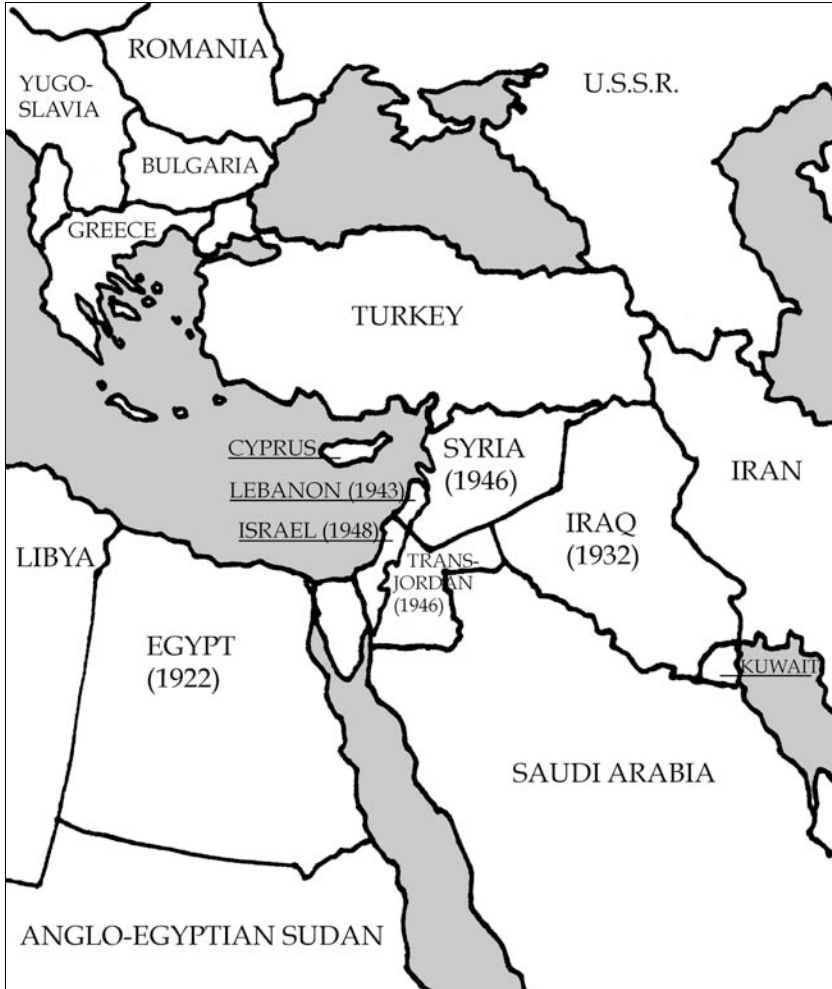 ROMANIA
U.S.S.R.
YUGO-
SLAVIA
BULGARIA
GREECE
TURKEY
CYPRUS
SYRIA
(1946)
IRAN
LEBANON (1943)
ISRAEL (1948)
IRAQ
(1932)
LIBYA
TRANS-
JORDAN
(1946)
EGYPT
(1922)
KUWAIT
SAUDI ARABIA
ANGLO-EGYPTIAN SUDAN